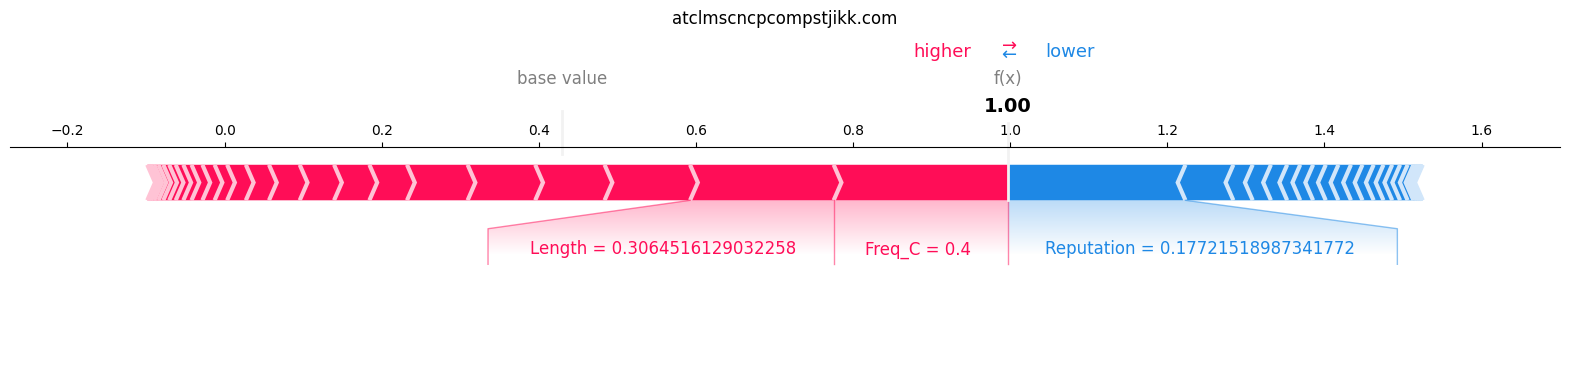 atclmscncpcompstjikk.com
higher → ← lower
base value f(x)
1.00
−0.2 0.0 0.2 0.4 0.6 0.8 1.0 1.2 1.4 1.6
Length = 0.3064516129032258 Freq_C = 0.4 Reputation = 0.17721518987341772